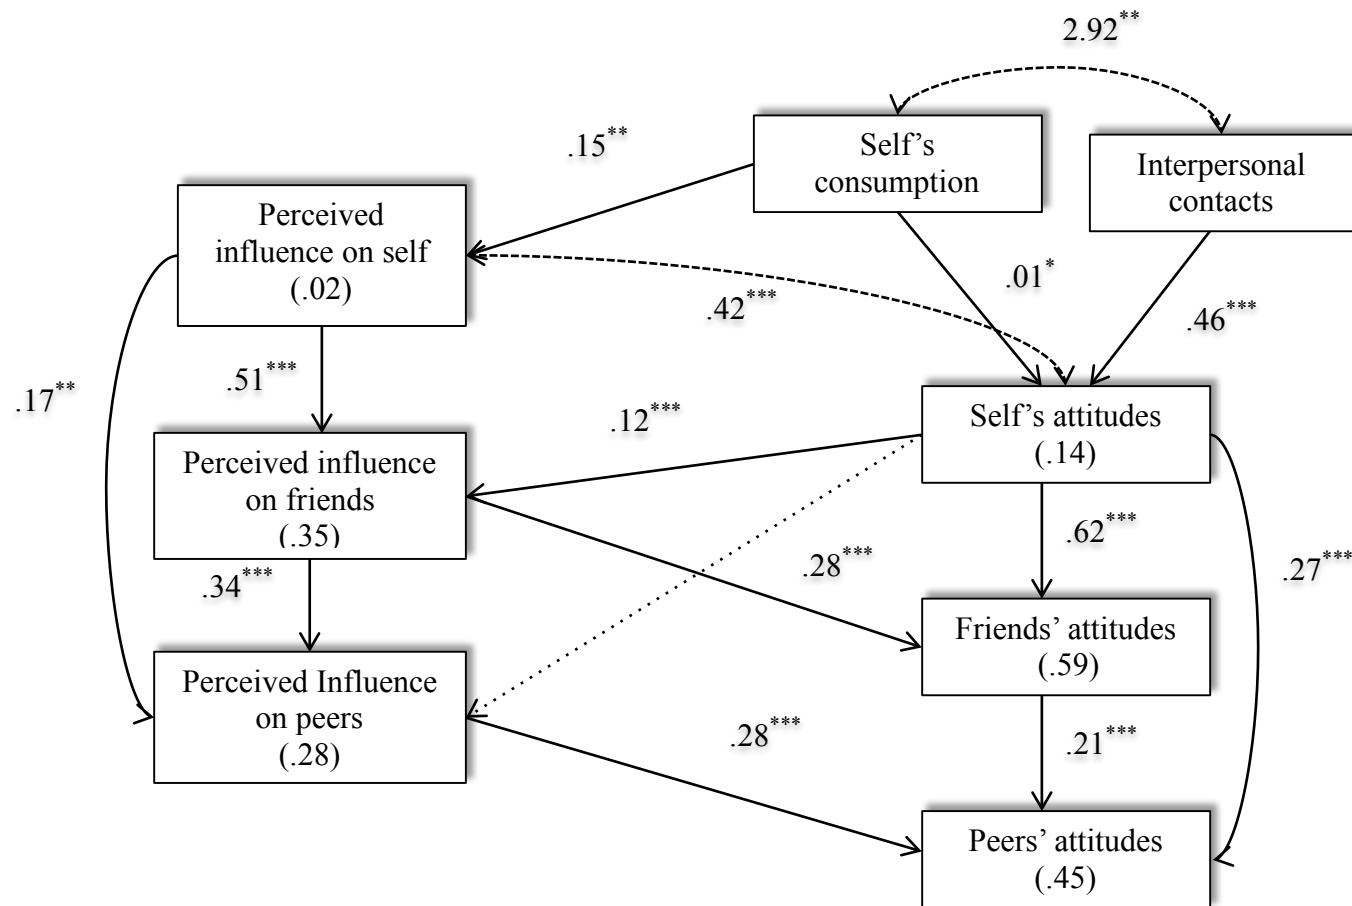 2.92**
Self’s
consumption
Interpersonal
contacts
.15**
Perceived
influence on self
(.02)
.01*
.42***
.46***
.17**
.51***
.12***
Self’s attitudes
(.14)
Perceived influence
on friends
(.35)
.62***
.28***
.27***
.34***
Friends’ attitudes
(.59)
Perceived Influence
on peers
(.28)
.28***
.21***
Peers’ attitudes
(.45)